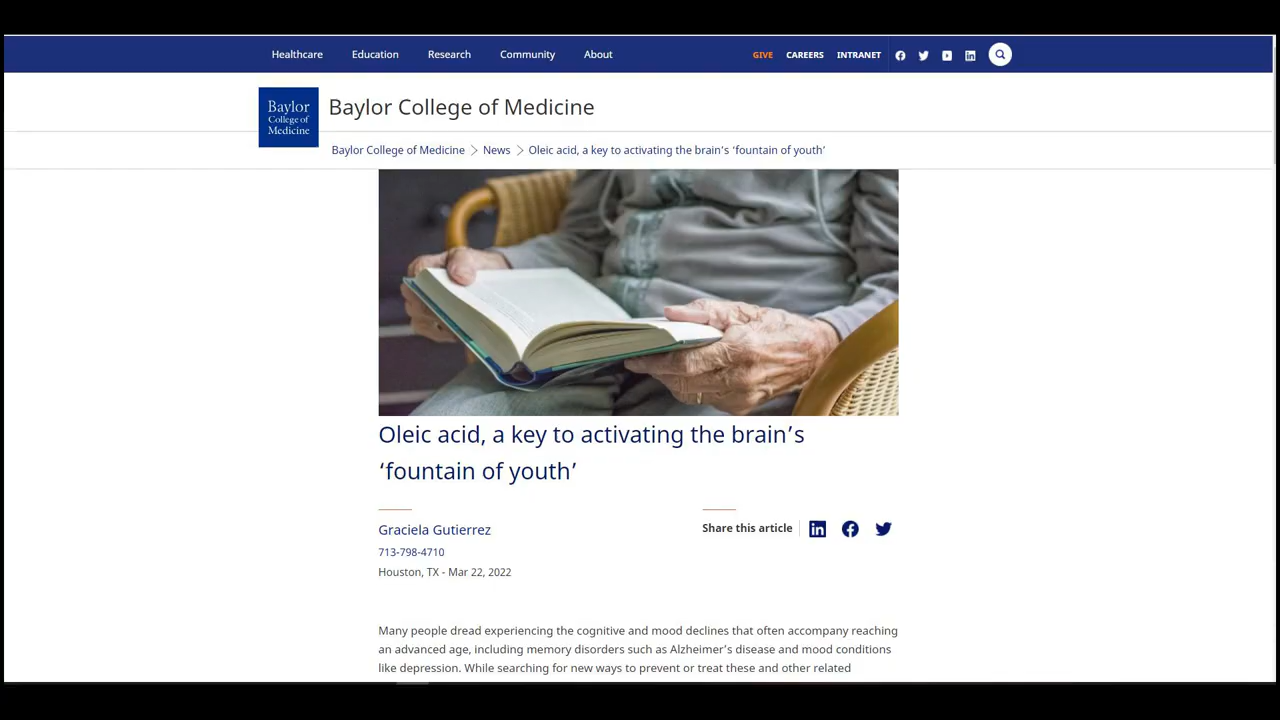 Healthcare Education Research Community About GIVE CAREERS INTRANET
Baylor
College of
Medicine
Baylor College of Medicine
Baylor College of Medicine > News > Oleic acid, a key to activating the brain’s ‘fountain of youth’
Oleic acid, a key to activating the brain’s
‘fountain of youth’
Graciela Gutierrez
713-798-4710
Houston, TX - Mar 22, 2022
Share this article
Many people dread experiencing the cognitive and mood declines that often accompany reaching
an advanced age, including memory disorders such as Alzheimer’s disease and mood conditions
like depression. While searching for new ways to prevent or treat these and other related